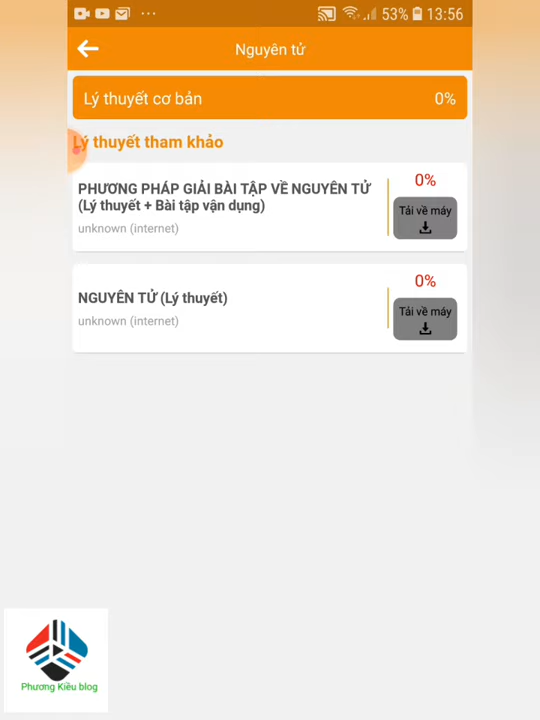 53% 13:56
Nguyên tử
Lý thuyết cơ bản 0%
Lý thuyết tham khảo
PHƯƠNG PHÁP GIẢI BÀI TẬP VỀ NGUYÊN TỬ
(Lý thuyết + Bài tập vận dụng)
unknown (internet)
0%
Tải về máy
NGUYÊN TỬ (Lý thuyết)
unknown (internet)
0%
Tải về máy
Phương Kiều blog